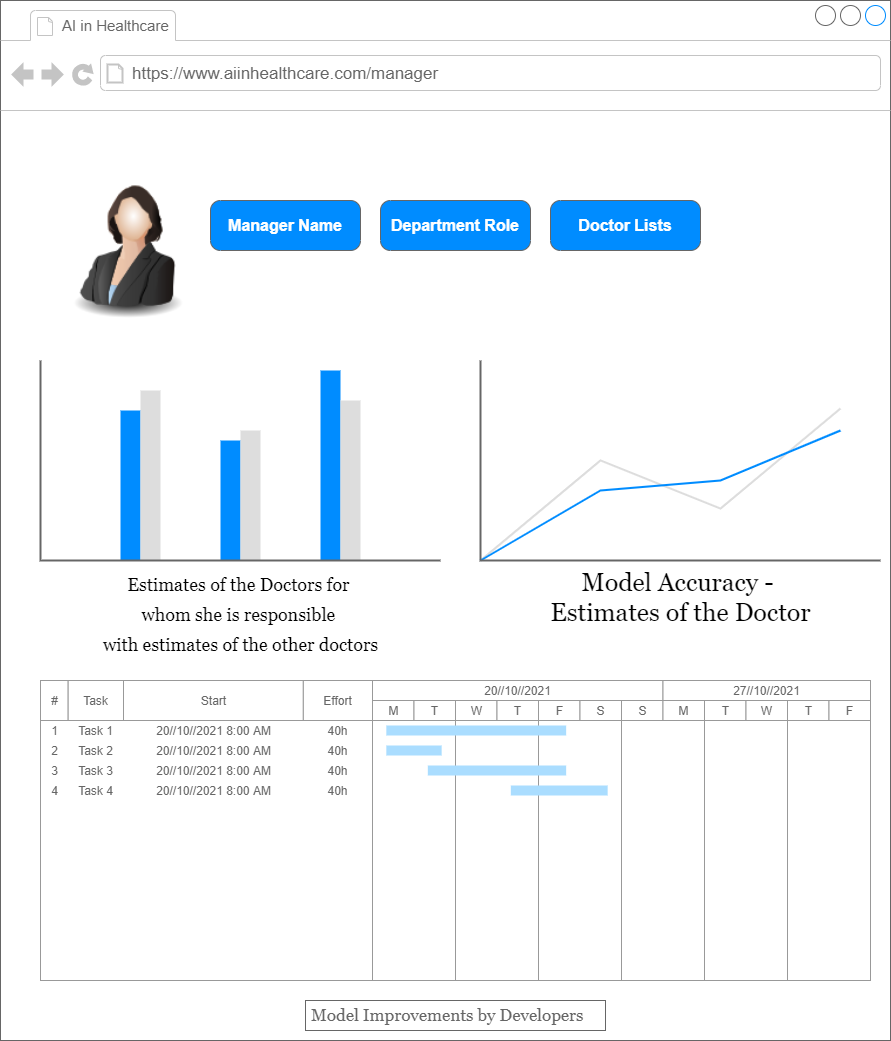 AI in Healthcare
https://www.aiinhealthcare.com/manager
Manager Name
Department Role
Doctor Lists
Estimates of the Doctors for
whom she is responsible
with estimates of the other doctors
Model Accuracy -
Estimates of the Doctor
# Task Start Effort 20//10//2021 27//10//2021
M T W T F S S M T W T F
1 Task 1 20//10//2021 8:00 AM 40h
2 Task 2 20//10//2021 8:00 AM 40h
3 Task 3 20//10//2021 8:00 AM 40h
4 Task 4 20//10//2021 8:00 AM 40h
Model Improvements by Developers